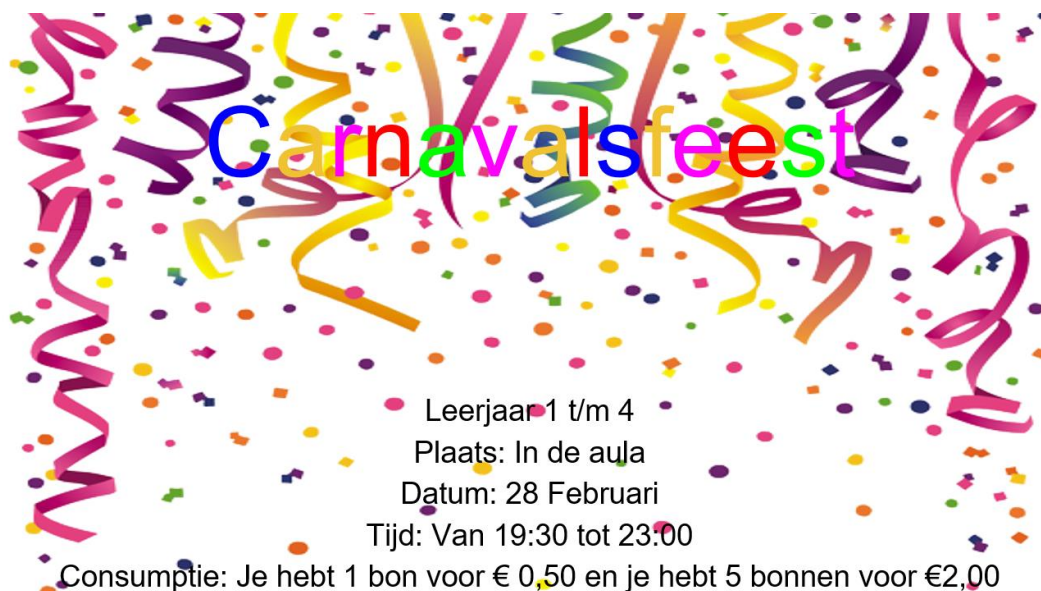 Carnavalsfeest
Leerjaar 1 t/m 4
Plaats: In de aula
Datum: 28 Februari
Tijd: Van 19:30 tot 23:00
Consumptie: Je hebt 1 bon voor € 0,50 en je hebt 5 bonnen voor €2,00